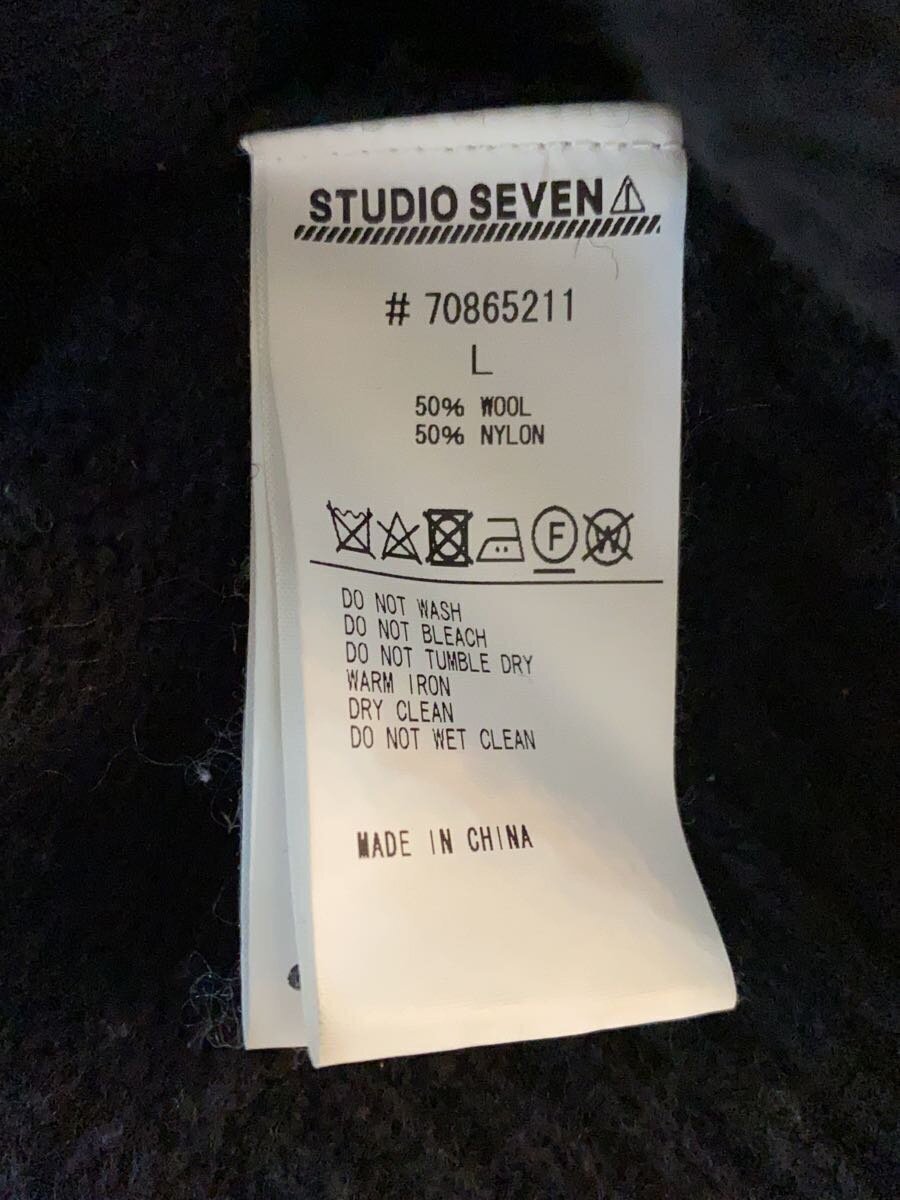 STUDIO SEVEN
# 70865211
L
50% WOOL
50% NYLON
F W
DO NOT WASH
DO NOT BLEACH
DO NOT TUMBLE DRY
WARM IRON
DRY CLEAN
DO NOT WET CLEAN
MADE IN CHINA